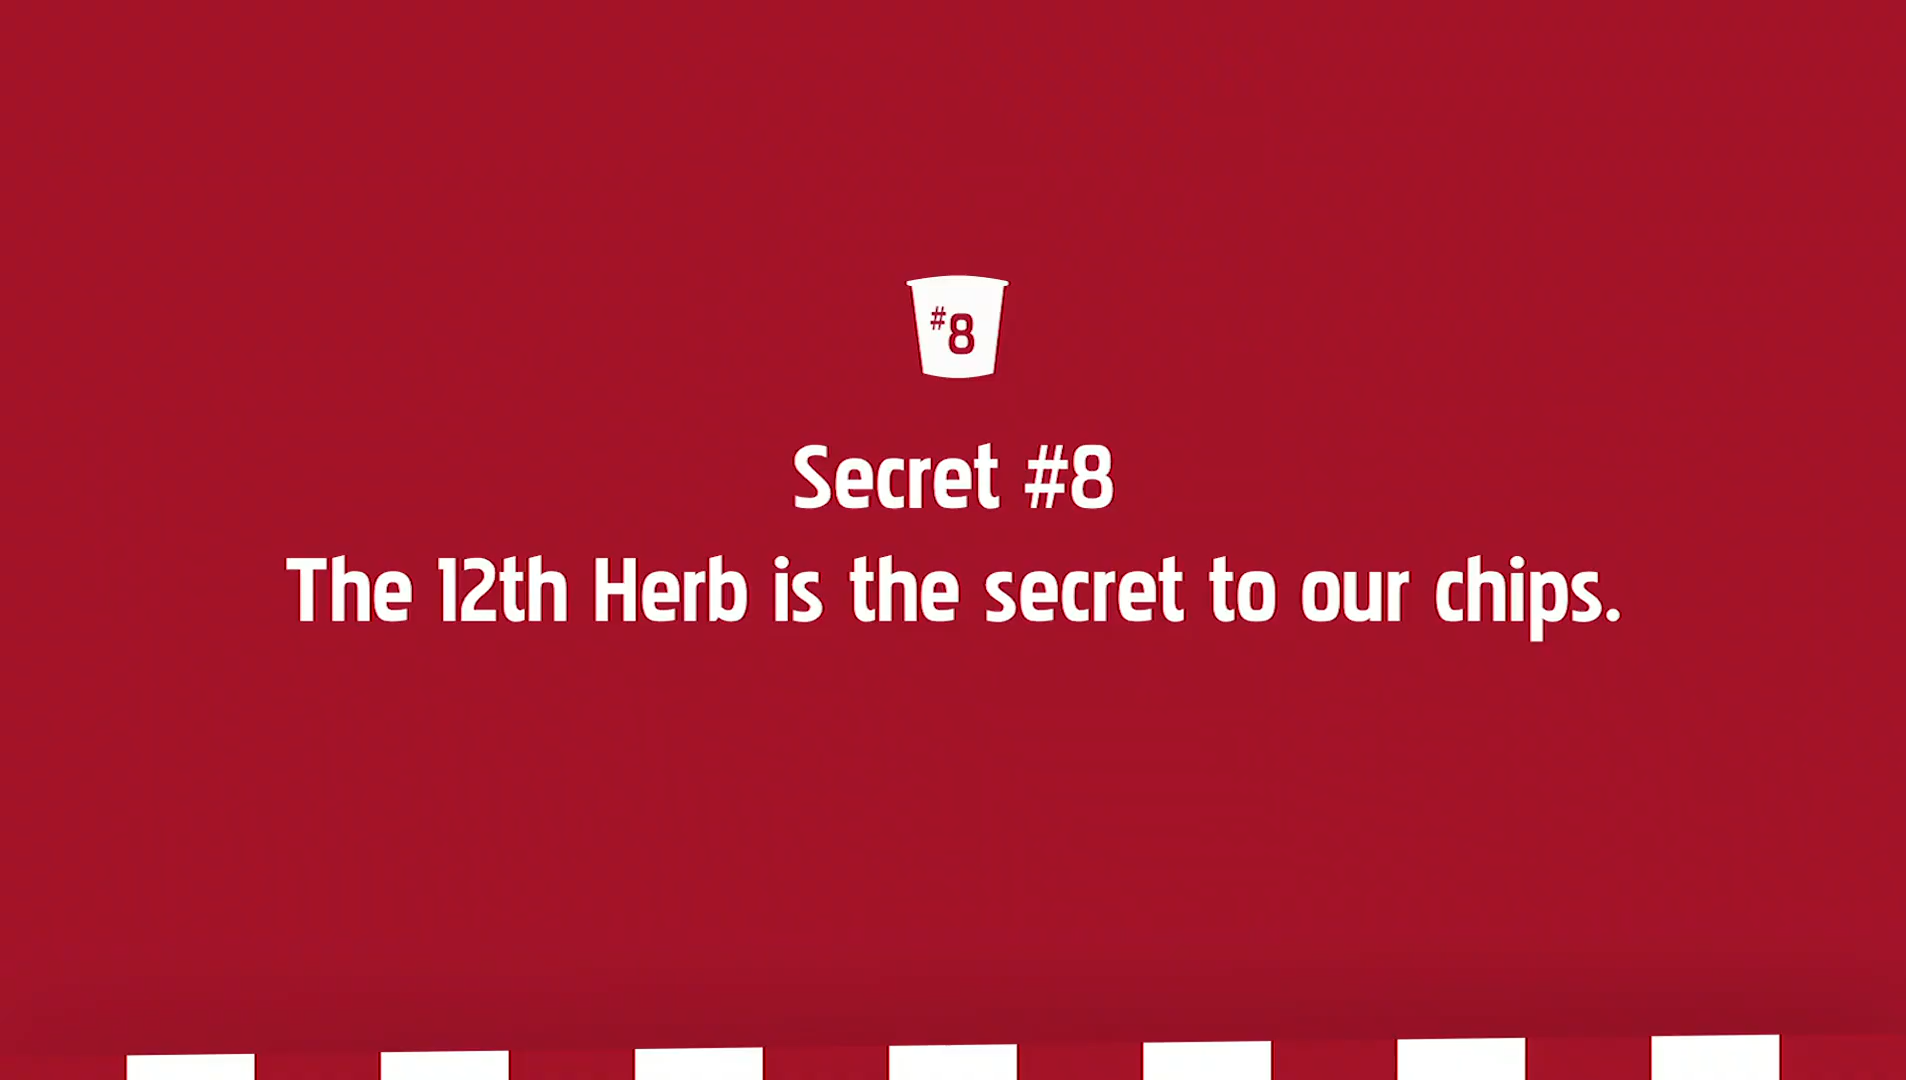 #8
Secret #8
The 12th Herb is the secret to our chips.